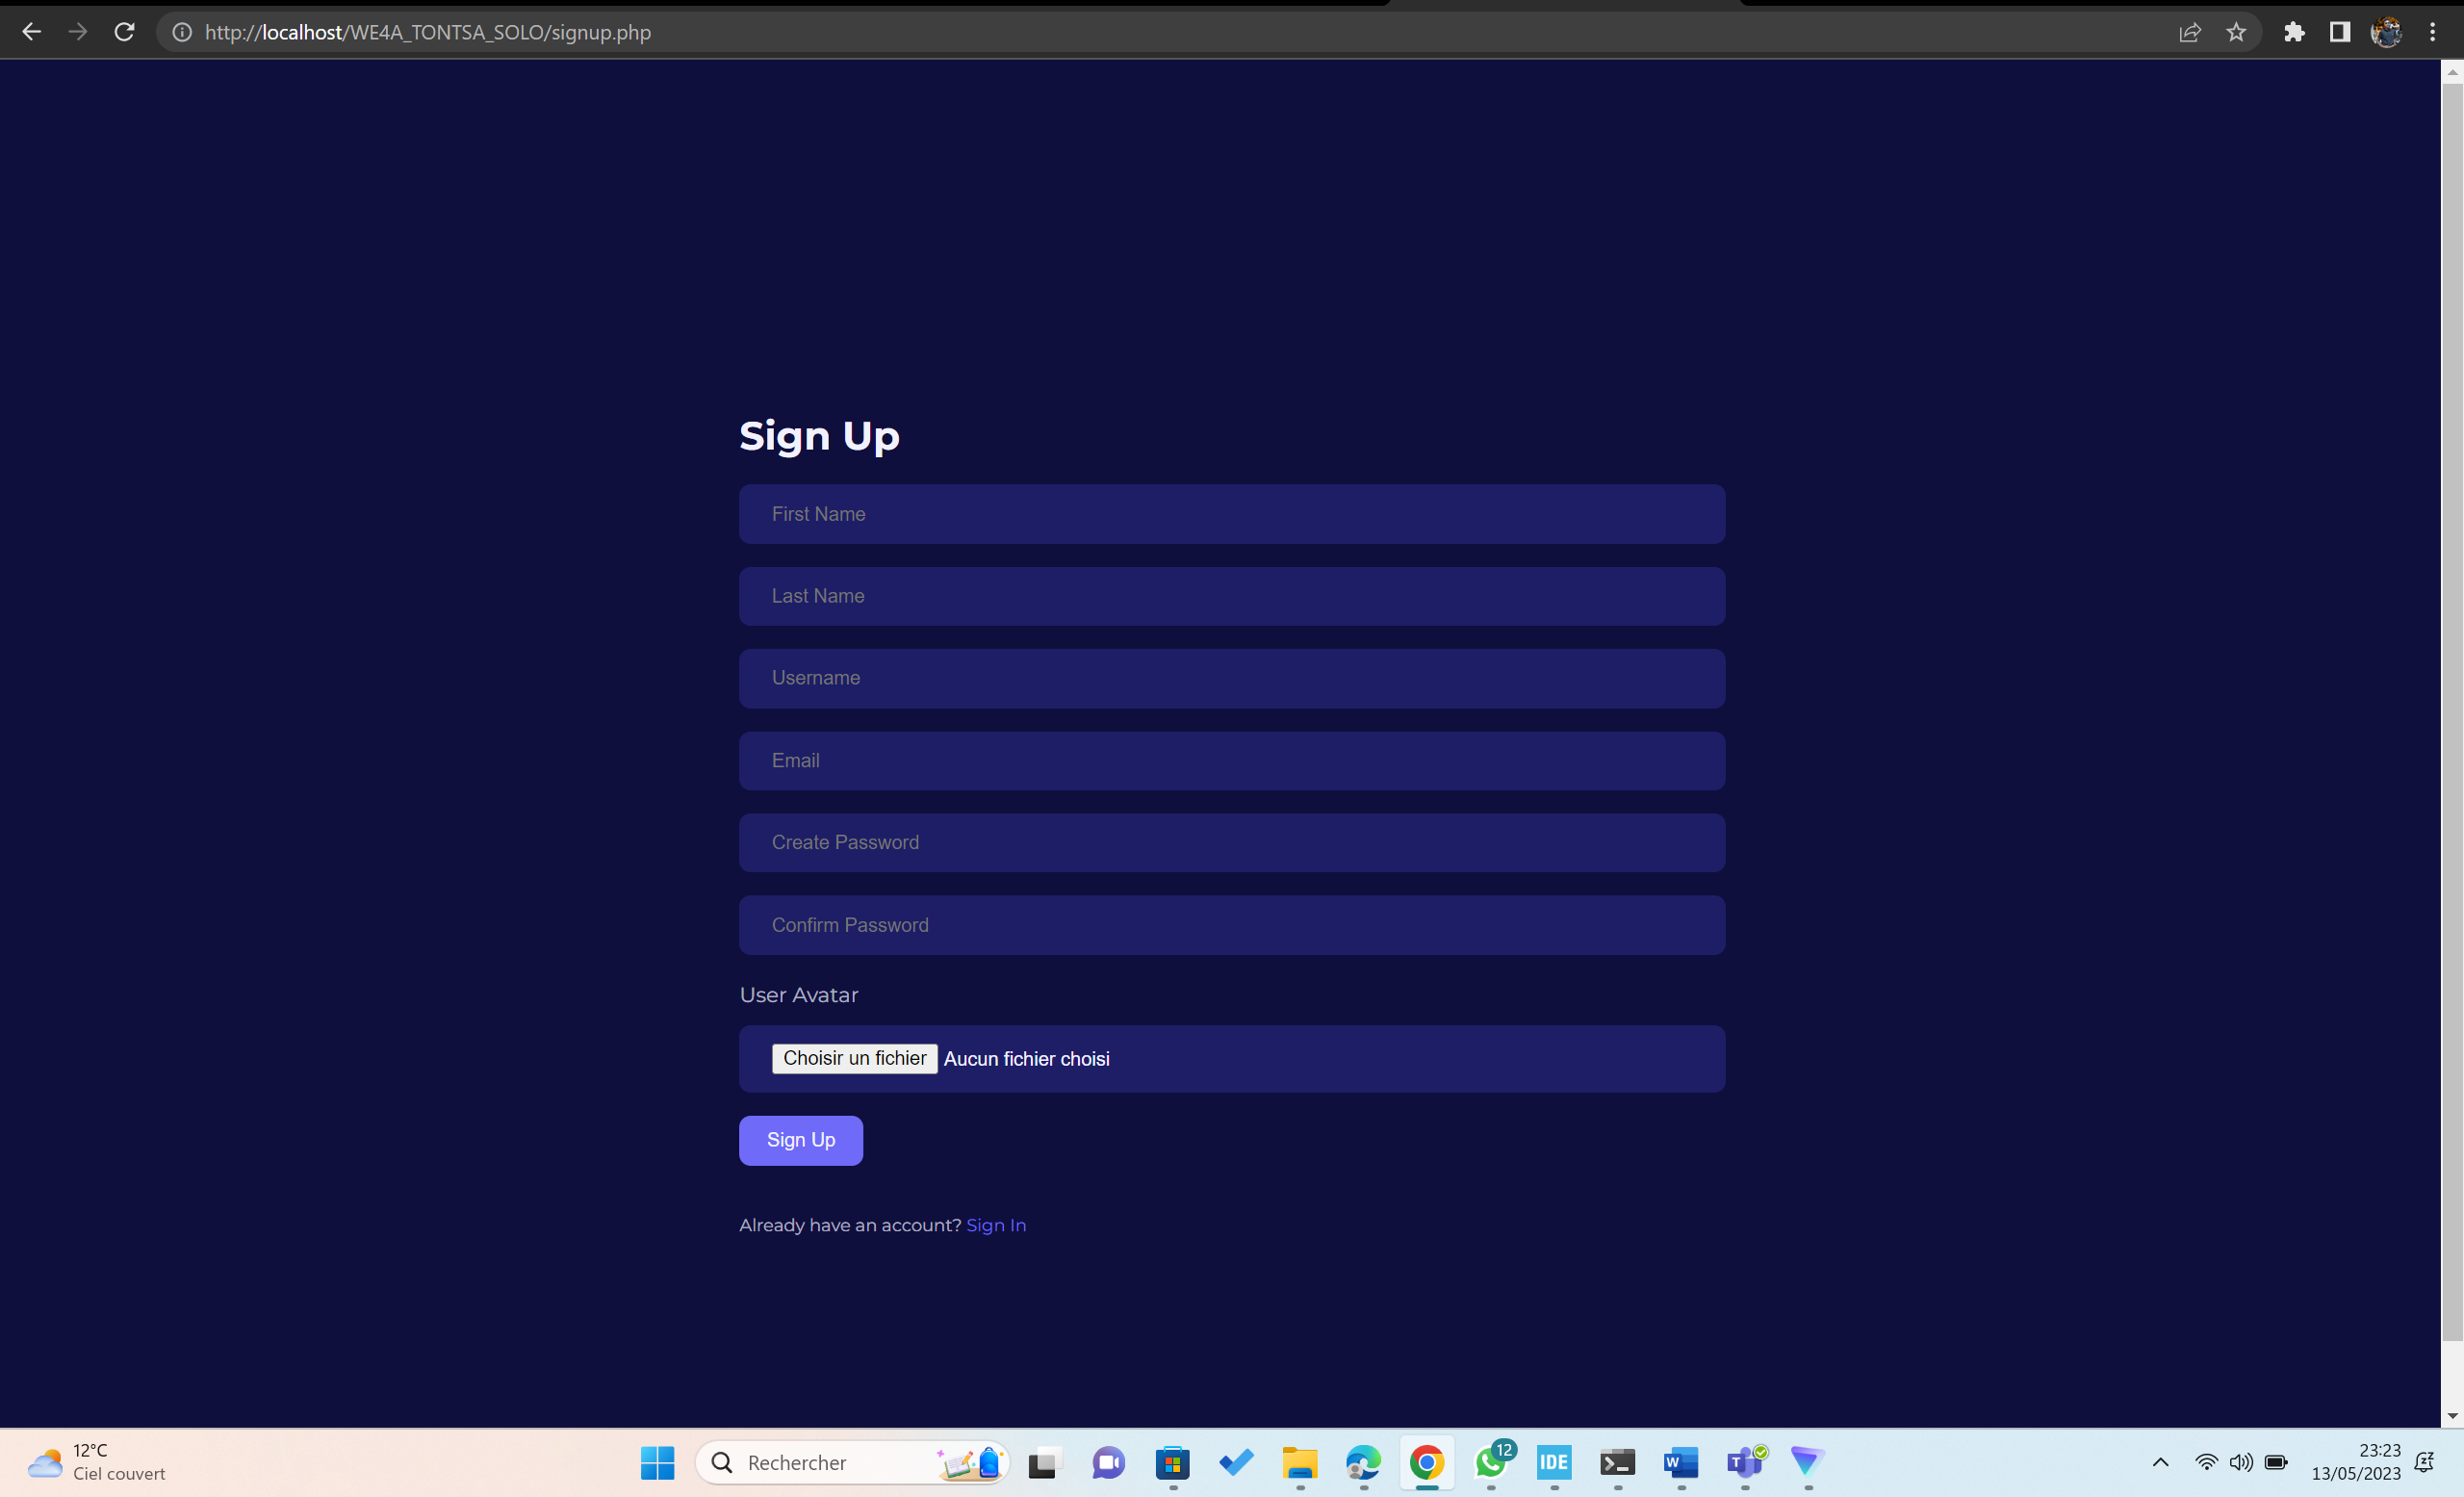 http://localhost/WE4A_TONTSA_SOLO/signup.php
Sign Up
First Name
Last Name
Username
Email
Create Password
Confirm Password
User Avatar
Choisir un fichier Aucun fichier choisi
Sign Up
Already have an account? Sign In
12°C
Ciel couvert
Rechercher
12
IDE
W
T
23:23
13/05/2023